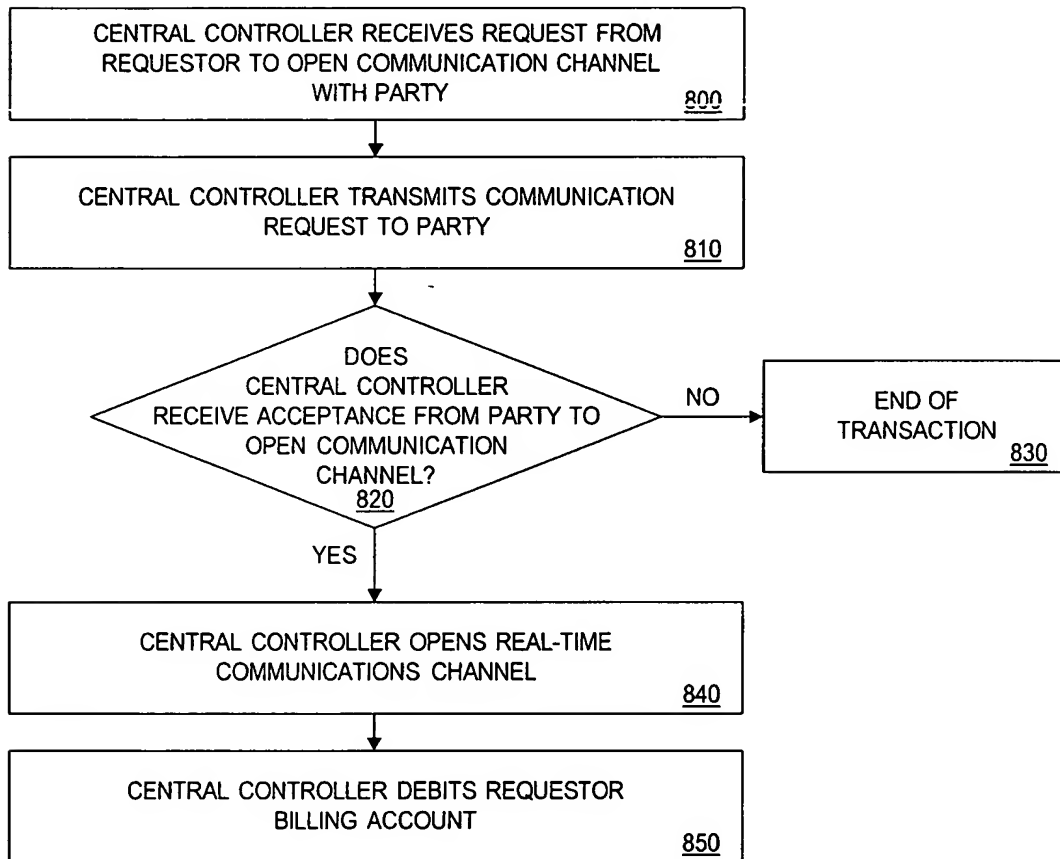 CENTRAL CONTROLLER RECEIVES REQUEST FROM
REQUESTOR TO OPEN COMMUNICATION CHANNEL
WITH PARTY
800
CENTRAL CONTROLLER TRANSMITS COMMUNICATION
REQUEST TO PARTY
810
DOES
CENTRAL CONTROLLER
RECEIVE ACCEPTANCE FROM PARTY TO
OPEN COMMUNICATION
CHANNEL?
820
NO
END OF
TRANSACTION
830
YES
CENTRAL CONTROLLER OPENS REAL-TIME
COMMUNICATIONS CHANNEL
840
CENTRAL CONTROLLER DEBITS REQUESTOR
BILLING ACCOUNT
850